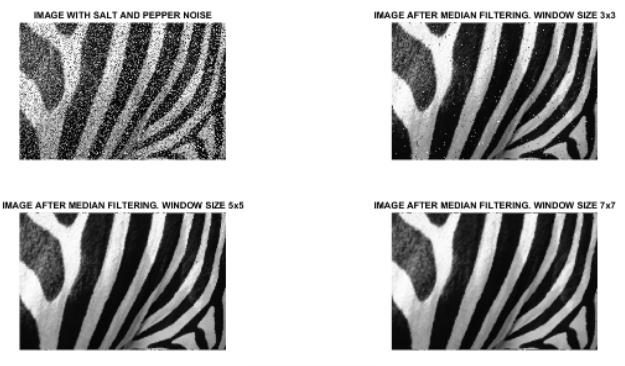 IMAGE WITH SALT AND PEPPER NOISE
IMAGE AFTER MEDIAN FILTERING. WINDOW SIZE 3x3
IMAGE AFTER MEDIAN FILTERING. WINDOW SIZE 5x5
IMAGE AFTER MEDIAN FILTERING. WINDOW SIZE 7x7